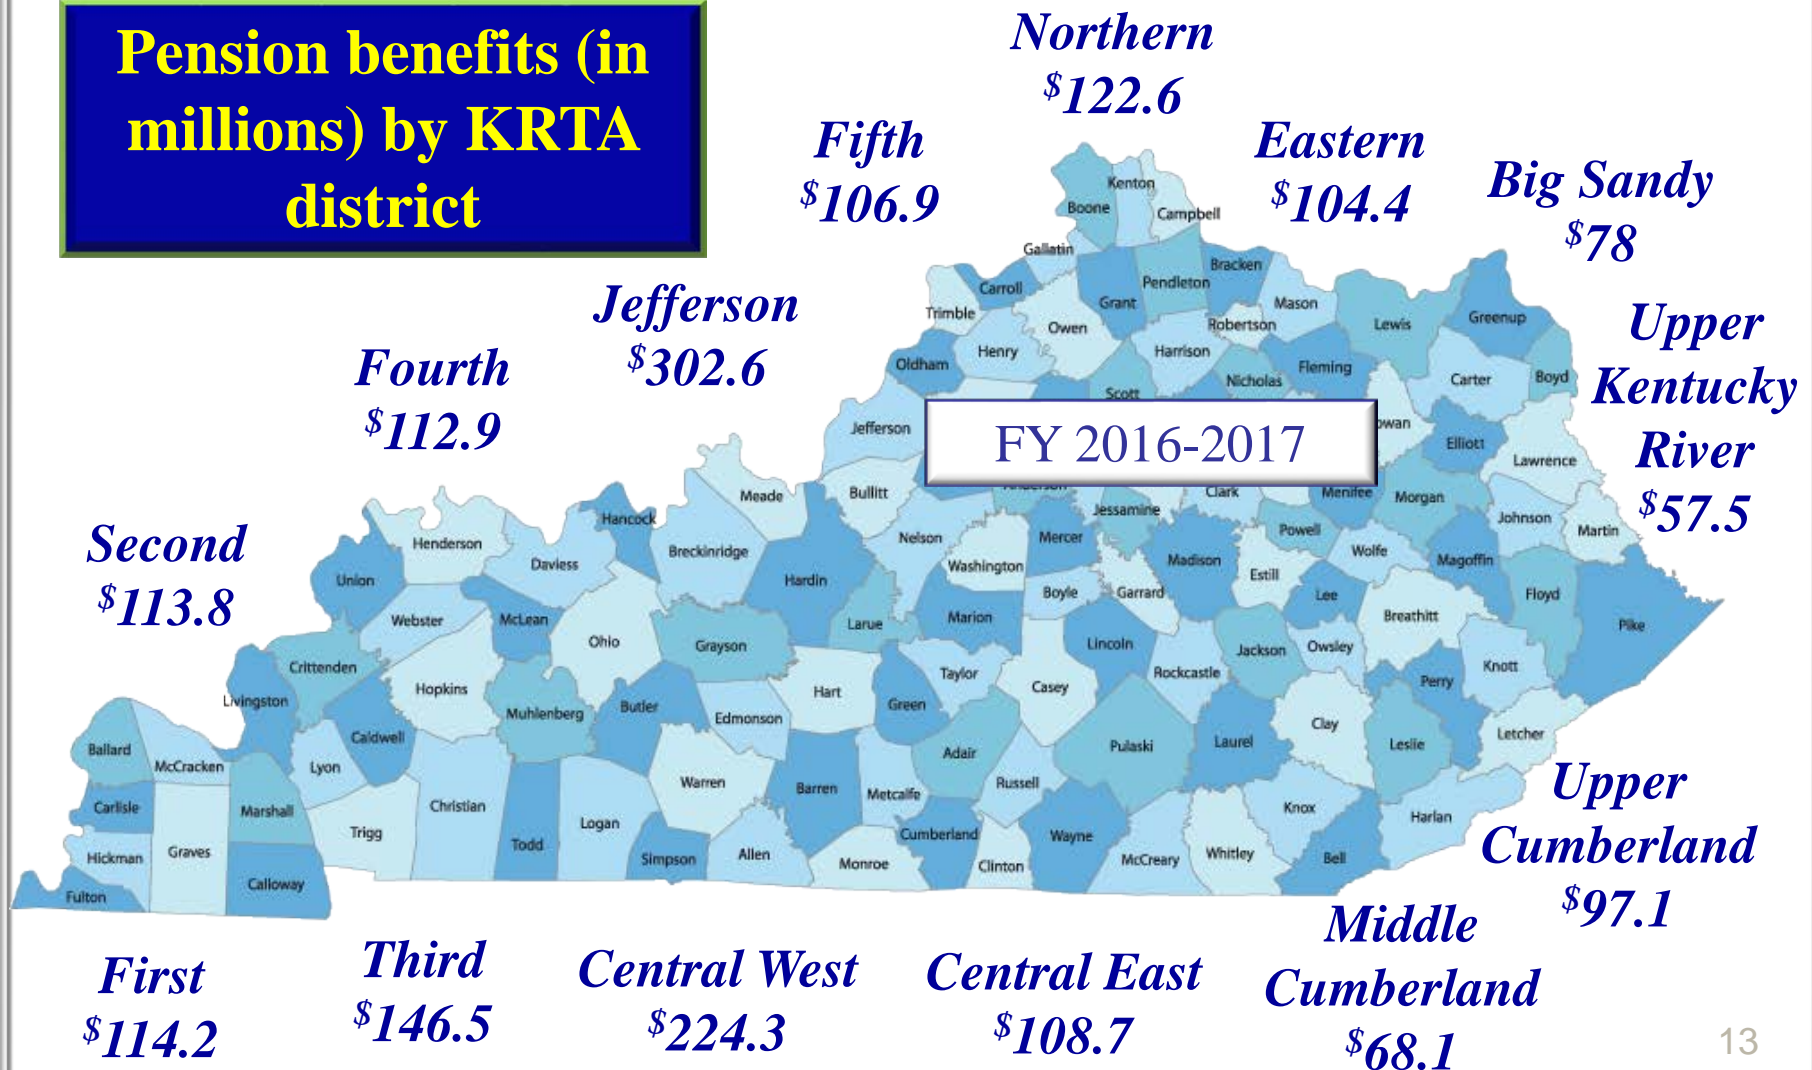 Pension benefits (in
millions) by KRTA
district
Northern
$122.6
Fifth
$106.9
Eastern
$104.4
Big Sandy
$78
Jefferson
$302.6
Fourth
$112.9
Upper
Kentucky
River
$57.5
Second
$113.8
FY 2016-2017
Kenton
Boone
Campbell
Gallatin
Carroll
Grant
Pendleton
Bracken
Trimble
Owen
Robertson
Mason
Lewis
Greenup
Oldham
Henry
Harrison
Nicholas
Fleming
Carter
Boyd
Scott
Jefferson
Elliott
Lawrence
Meade
Bullitt
Anderson
Clark
Menifee
Morgan
Jessamine
Johnson
Martin
Hancock
Henderson
Daviess
Breckinridge
Nelson
Mercer
Washington
Madison
Powell
Wolfe
Magoffin
Union
Hardin
Estill
Lee
Floyd
Webster
McLean
Larue
Marion
Boyle
Garrard
Breathitt
Pike
Crittenden
Ohio
Grayson
Lincoln
Rockcastle
Jackson
Owsley
Knott
Livingston
Hopkins
Muhlenberg
Butler
Edmonson
Hart
Green
Taylor
Casey
Perry
Ballard
McCracken
Caldwell
Lyon
Warren
Adair
Pulaski
Laurel
Clay
Leslie
Letcher
Carlisle
Marshall
Christian
Barren
Metcalfe
Russell
Knox
Harlan
Hickman
Graves
Trigg
Todd
Logan
Simpson
Allen
Monroe
Cumberland
Clinton
Wayne
McCreary
Whitley
Bell
Fulton
Calloway
Upper
Cumberland
$97.1
First
$114.2
Third
$146.5
Central West
$224.3
Central East
$108.7
Middle
Cumberland
$68.1
13